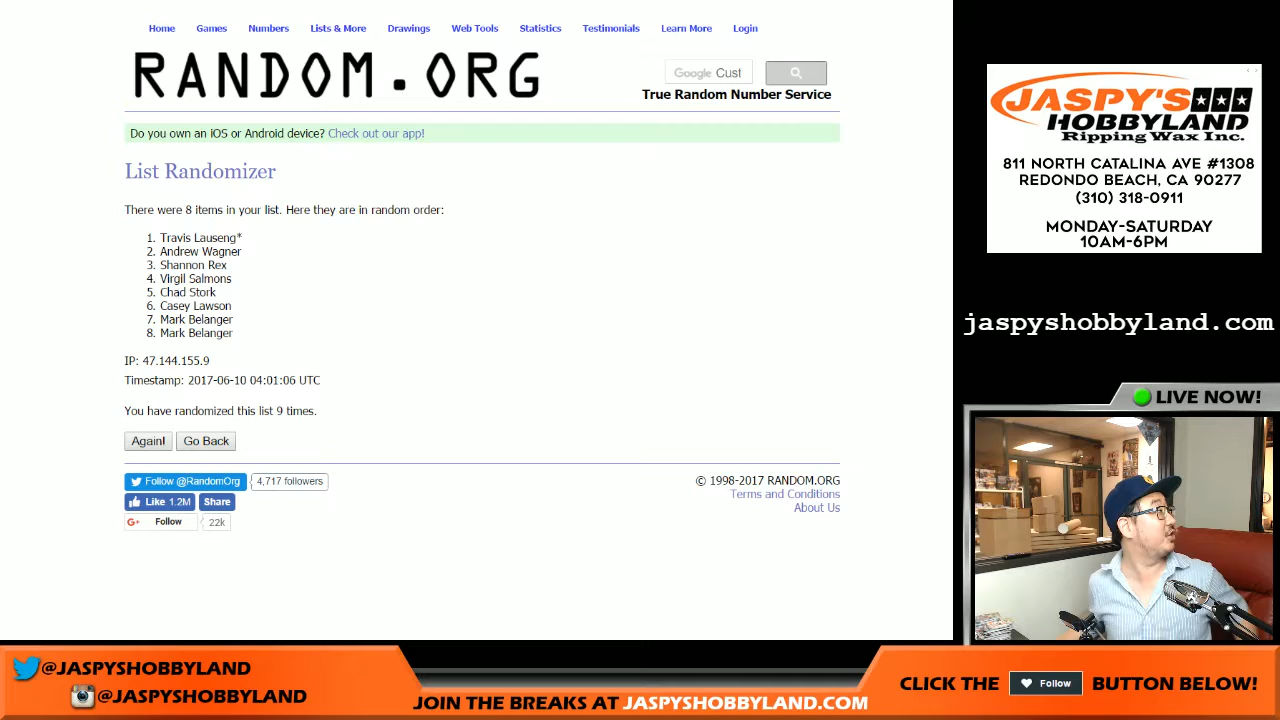 Home Games Numbers Lists & More Drawings Web Tools Statistics Testimonials Learn More Login
RANDOM.ORG
Google Cust
True Random Number Service
Do you own an iOS or Android device? Check out our app!
List Randomizer
There were 8 items in your list. Here they are in random order:
1. Travis Lauseng*
2. Andrew Wagner
3. Shannon Rex
4. Virgil Salmons
5. Chad Stork
6. Casey Lawson
7. Mark Belanger
8. Mark Belanger
IP: 47.144.155.9
Timestamp: 2017-06-10 04:01:06 UTC
You have randomized this list 9 times.
Again! Go Back
Follow @RandomOrg 4,717 followers
Like 1.2M Share
G+ Follow 22k
© 1998-2017 RANDOM.ORG
Terms and Conditions
About Us
JASPY'S
HOBBYLAND
Ripping Wax Inc.
811 NORTH CATALINA AVE #1308
REDONDO BEACH, CA 90277
(310) 318-0911
MONDAY-SATURDAY
10AM-6PM
jaspyshobbyland.com
LIVE NOW!
@JASPYSHOBBYLAND
@JASPYSHOBBYLAND
JOIN THE BREAKS AT JASPYSHOBBYLAND.COM
CLICK THE Follow BUTTON BELOW!